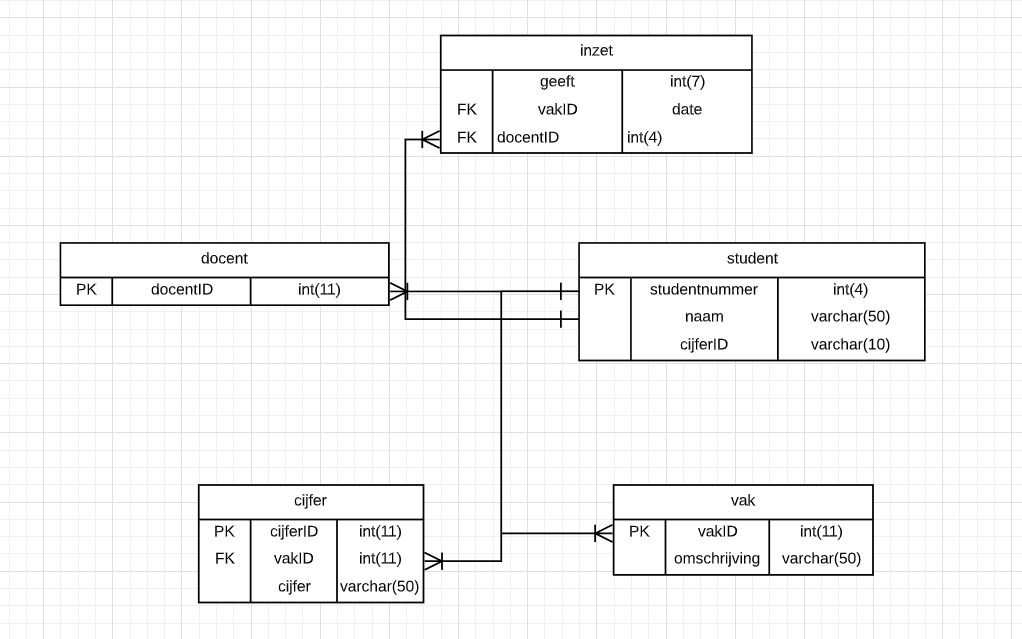 inzet
geeft int(7)
FK vakID date
FK docentID int(4)
docent
PK docentID int(11)
student
PK studentnummer int(4)
naam varchar(50)
cijferID varchar(10)
cijfer
PK cijferID int(11)
FK vakID int(11)
cijfer varchar(50)
vak
PK vakID int(11)
omschrijving varchar(50)